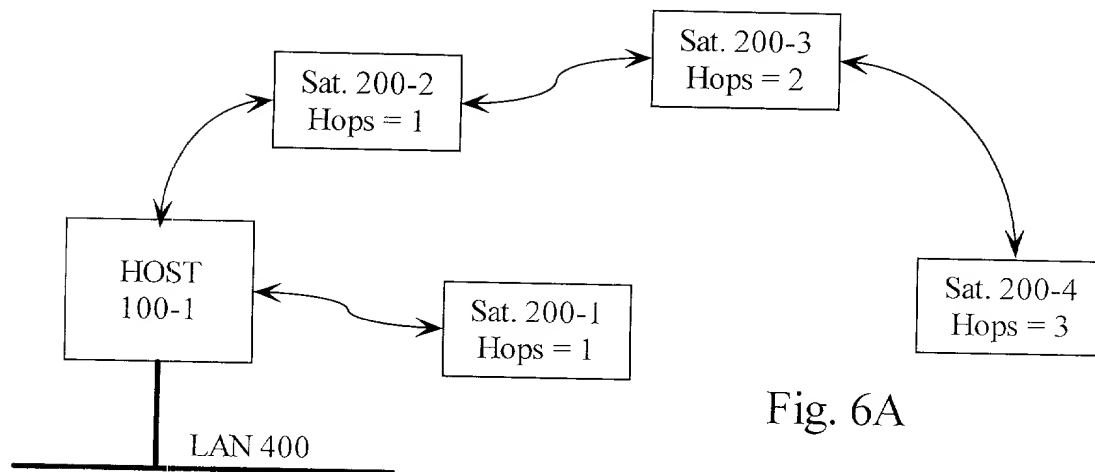 Sat. 200-3
Hops = 2
Sat. 200-2
Hops = 1
HOST
100-1
Sat. 200-1
Hops = 1
Sat. 200-4
Hops = 3
Fig. 6A
LAN 400